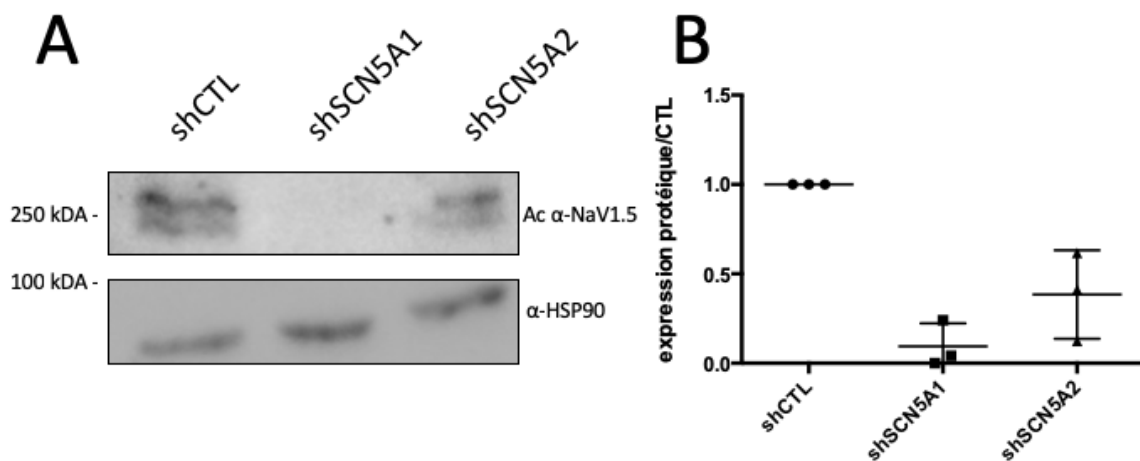 A
shCTL
shSCN5A1
shSCN5A2
250 kDA -
Ac α-NaV1.5
100 kDA -
α-HSP90
B
expression protéique/CTL
1.5
1.0
0.5
0.0
shCTL
shSCN5A1
shSCN5A2